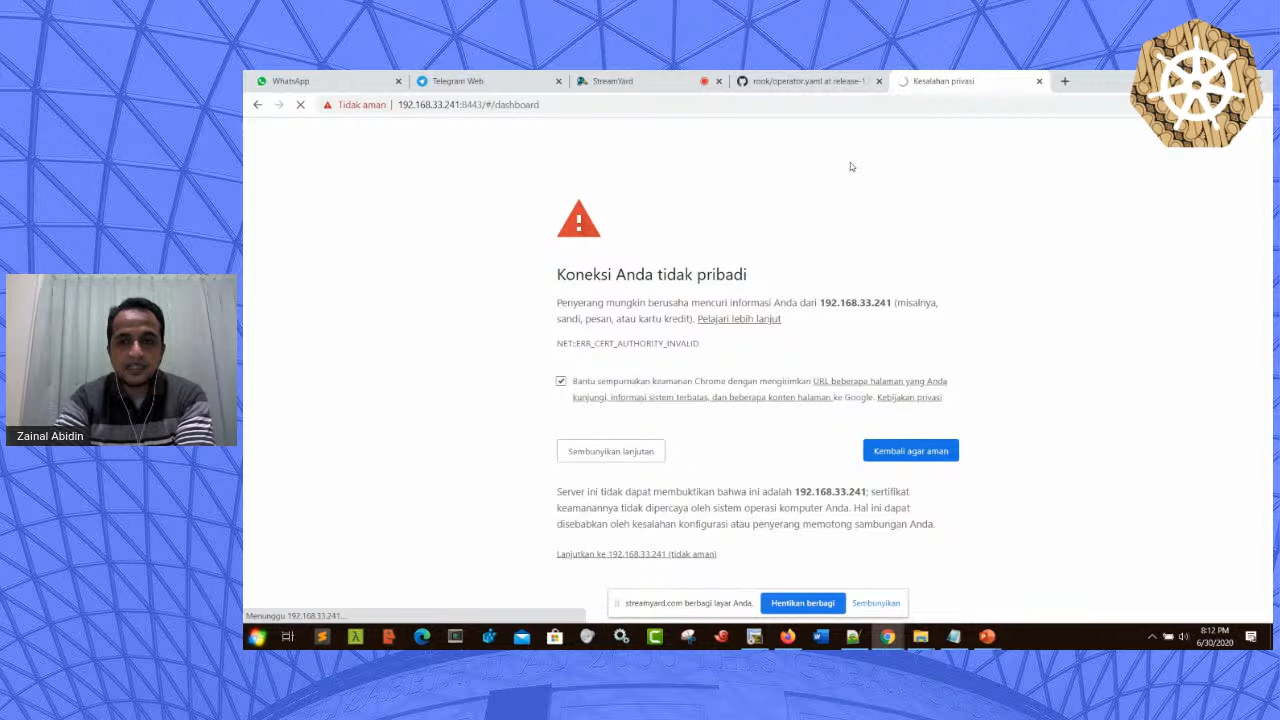 WhatsApp
Telegram Web
StreamYard
rook/operator.yaml at release-1
Kesalahan privasi
Tidak aman
192.168.33.241:8443/#/dashboard
Koneksi Anda tidak pribadi
Penyerang mungkin berusaha mencuri informasi Anda dari 192.168.33.241 (misalnya,
sandi, pesan, atau kartu kredit). Pelajari lebih lanjut
NET::ERR_CERT_AUTHORITY_INVALID
Bantu sempurnakan keamanan Chrome dengan mengirimkan URL beberapa halaman yang Anda
kunjungi, informasi sistem terbatas, dan beberapa konten halaman ke Google. Kebijakan privasi
Sembunyikan lanjutan
Kembali agar aman
Server ini tidak dapat membuktikan bahwa ini adalah 192.168.33.241; sertifikat
keamanannya tidak dipercaya oleh sistem operasi komputer Anda. Hal ini dapat
disebabkan oleh kesalahan konfigurasi atau penyerang memotong sambungan Anda.
Lanjutkan ke 192.168.33.241 (tidak aman)
streamyard.com berbagi layar Anda.
Hentikan berbagi
Sembunyikan
Menunggu 192.168.33.241...
8:12 PM
6/30/2020
Zainal Abidin